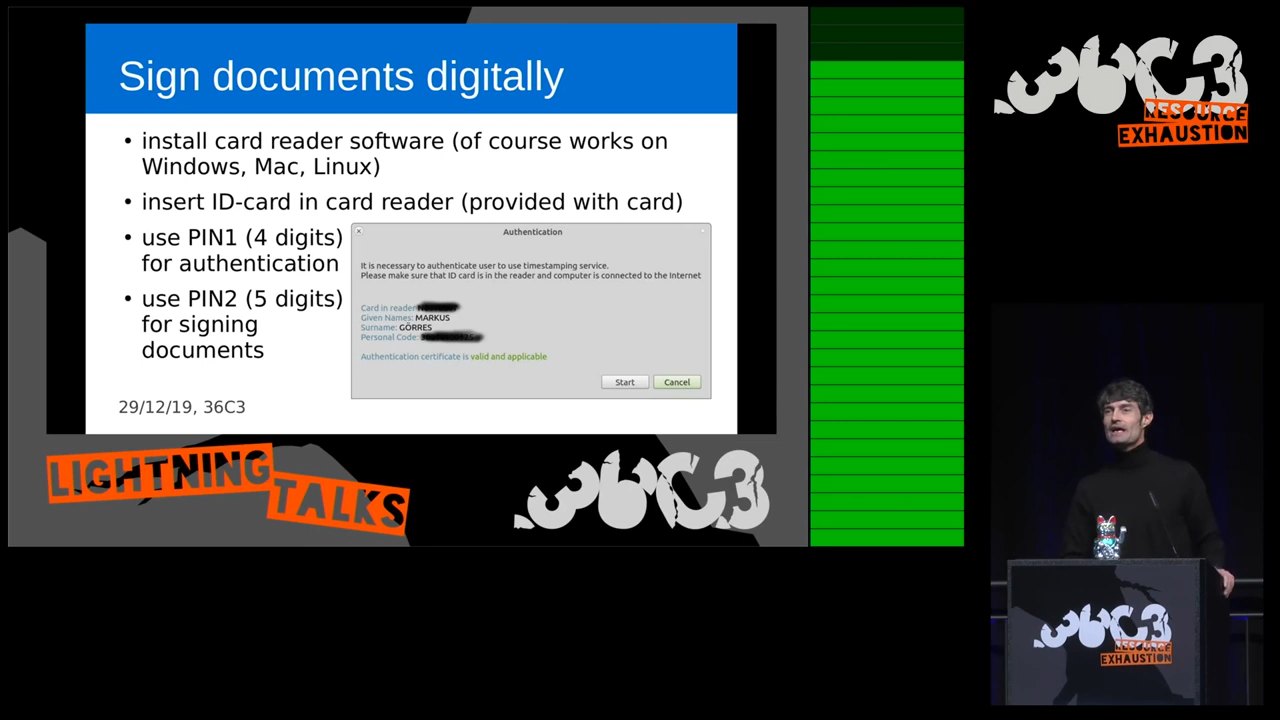 Sign documents digitally
• install card reader software (of course works on
Windows, Mac, Linux)
• insert ID-card in card reader (provided with card)
• use PIN1 (4 digits)
for authentication
• use PIN2 (5 digits)
for signing
documents
Authentication
It is necessary to authenticate user to use timestamping service.
Please make sure that ID card is in the reader and computer is connected to the Internet
Card in reader:
Given Names: MARKUS
Surname: GÖRRES
Personal Code:
Authentication certificate is valid and applicable
Start
Cancel
29/12/19, 36C3
LIGHTNING
TALKS
36C3
36C3
RESOURCE
EXHAUSTION
36C3
RESOURCE
EXHAUSTION